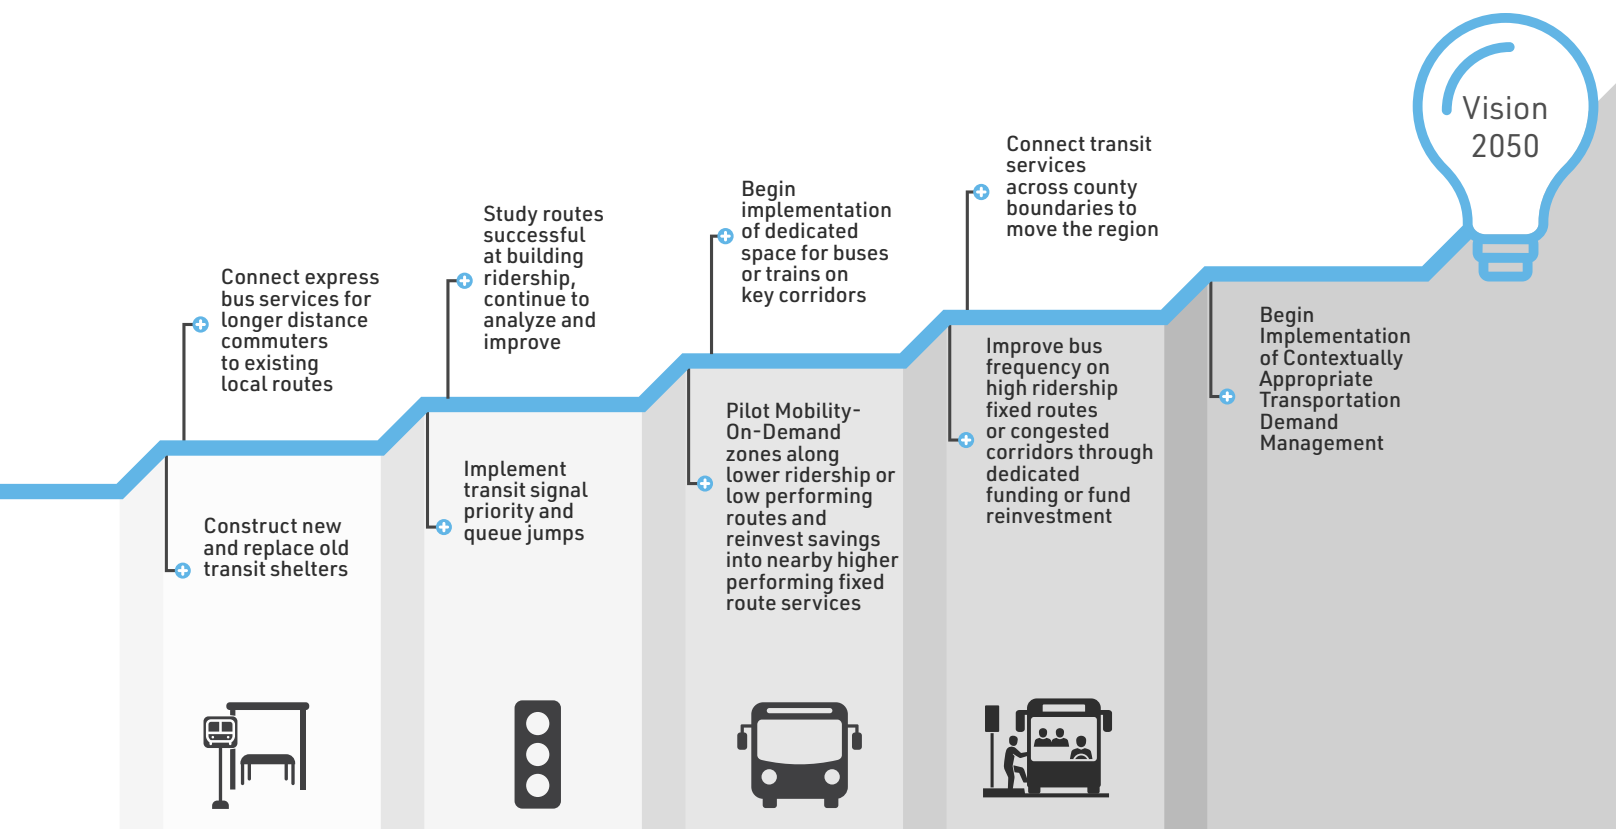 Connect express
bus services for
longer distance
commuters
to existing
local routes
Construct new
and replace old
transit shelters
Study routes
successful
at building
ridership,
continue to
analyze and
improve
Implement
transit signal
priority and
queue jumps
Begin
implementation
of dedicated
space for buses
or trains on
key corridors
Pilot Mobility-
On-Demand
zones along
lower ridership or
low performing
routes and
reinvest savings
into nearby higher
performing fixed
route services
Connect transit
services
across county
boundaries to
move the region
Improve bus
frequency on
high ridership
fixed routes
or congested
corridors through
dedicated
funding or fund
reinvestment
Begin
Implementation
of Contextually
Appropriate
Transportation
Demand
Management
Vision
2050